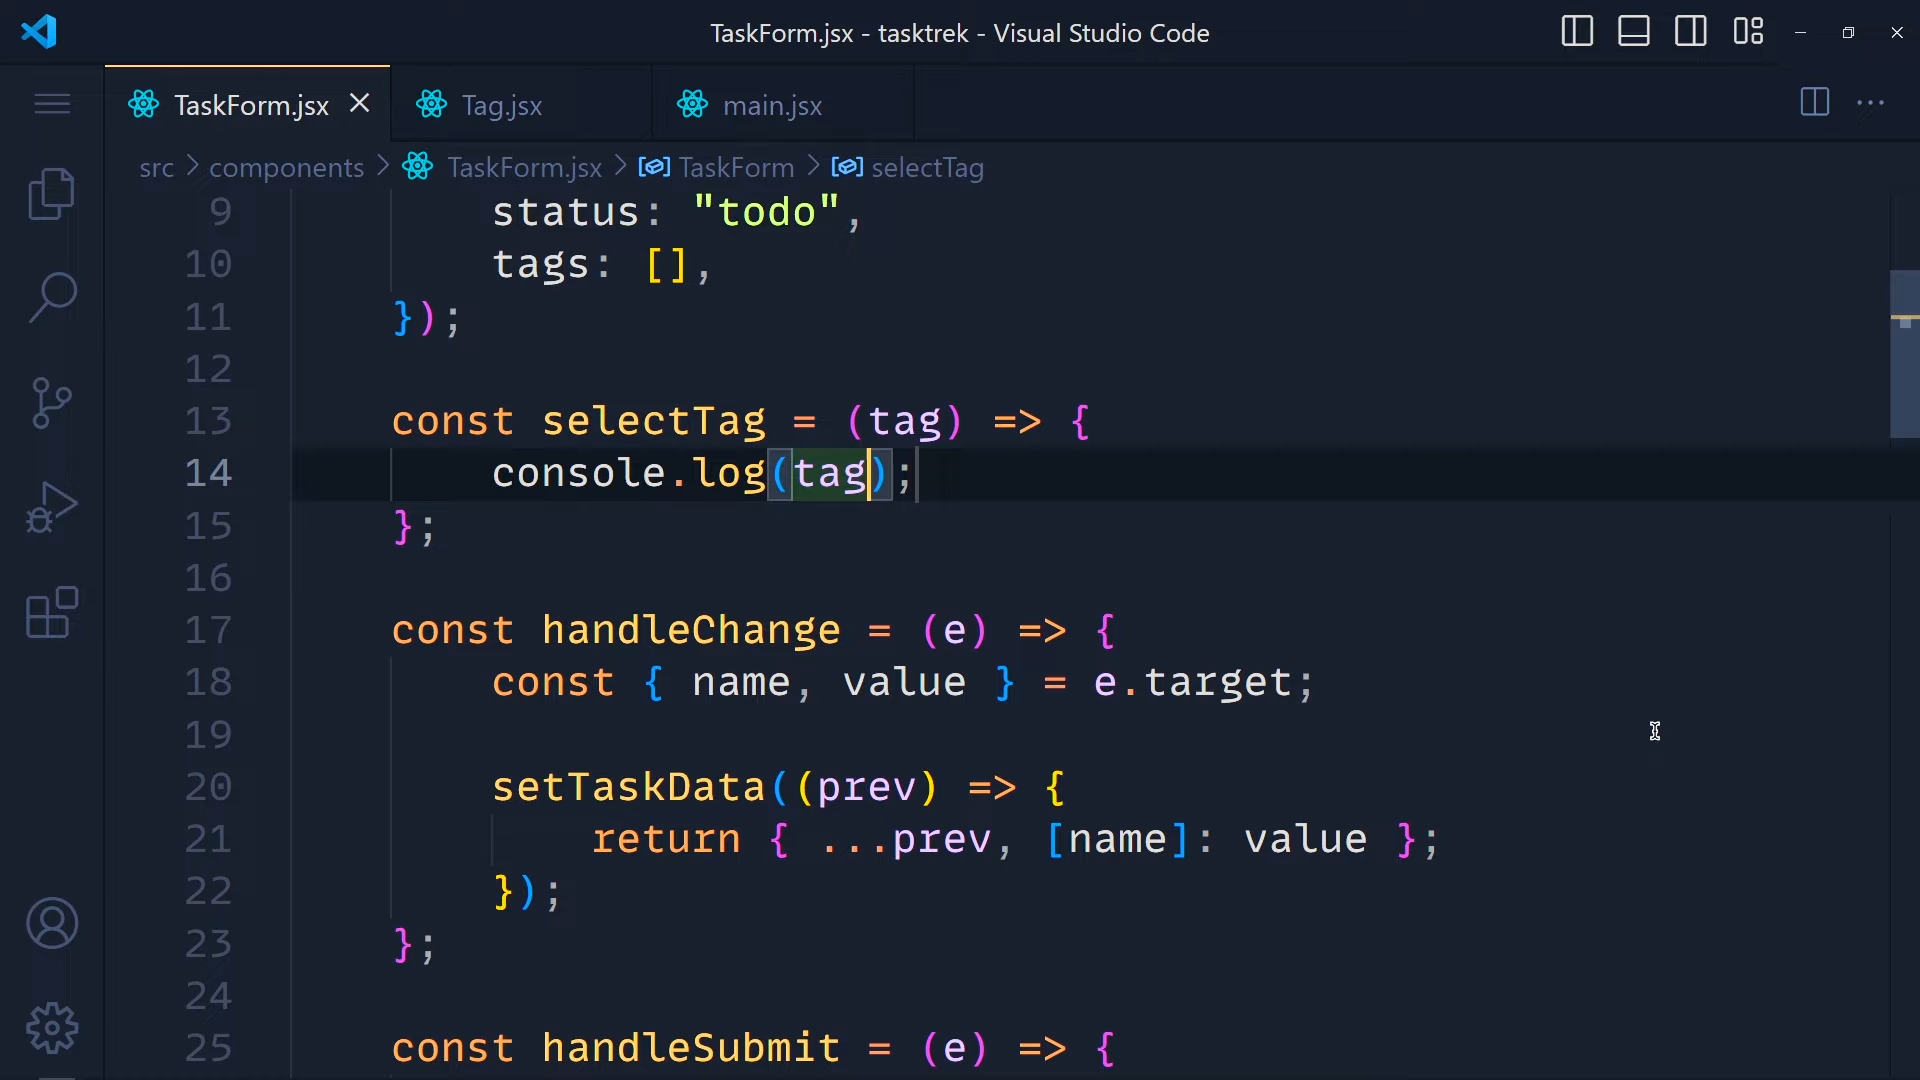 TaskForm.jsx - tasktrek - Visual Studio Code
TaskForm.jsx Tag.jsx main.jsx
src > components > TaskForm.jsx > TaskForm > selectTag
9 status: "todo",
10 tags: [],
11 });
12
13 const selectTag = (tag) => {
14 console.log(tag);
15 };
16
17 const handleChange = (e) => {
18 const { name, value } = e.target;
19
20 setTaskData((prev) => {
21 return { ...prev, [name]: value };
22 });
23 };
24
25 const handleSubmit = (e) => {